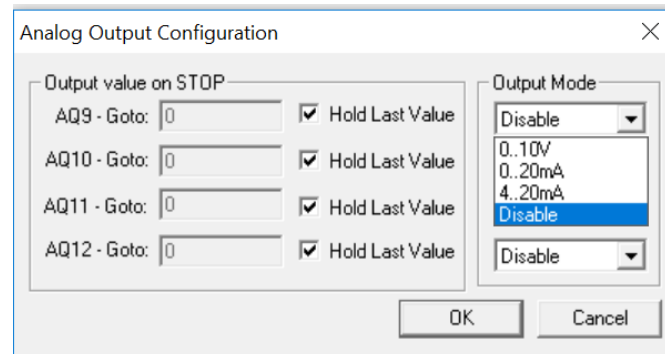 Analog Output Configuration
Output value on STOP
Output Mode
AQ9 - Goto: 0 Hold Last Value Disable
0..10V
AQ10 - Goto: 0 Hold Last Value
0..20mA
4..20mA
AQ11 - Goto: 0 Hold Last Value Disable
AQ12 - Goto: 0 Hold Last Value Disable
OK Cancel